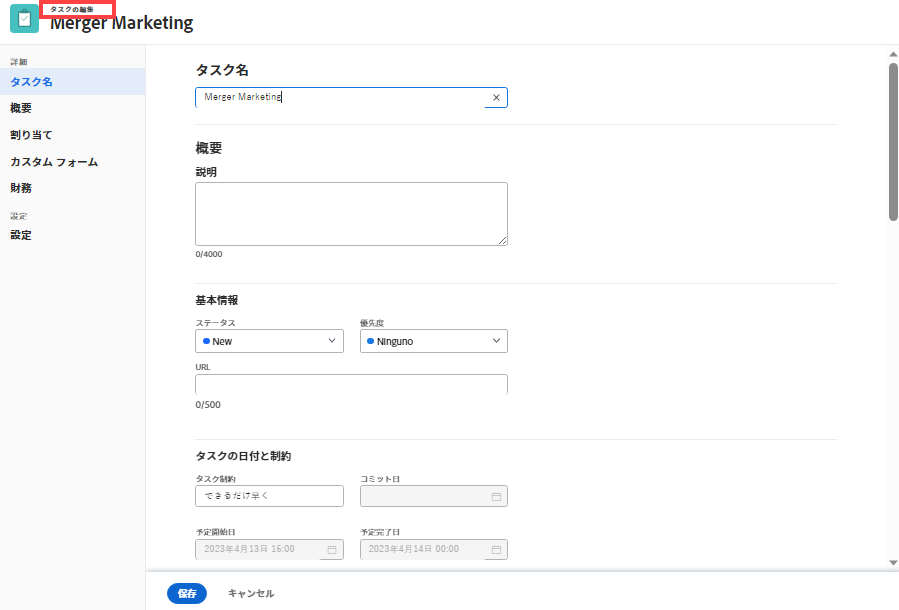 タスクの編集
Merger Marketing
詳細
タスク名
概要
割り当て
カスタム フォーム
財務
設定
設定
タスク名
Merger Marketing
概要
説明
0/4000
基本情報
ステータス
優先度
New
Ninguno
URL
0/500
タスクの日付と制約
タスク制約
コミット日
できるだけ早く
予定開始日
予定完了日
2023年4月13日 16:00
2023年4月14日 00:00
保存
キャンセル